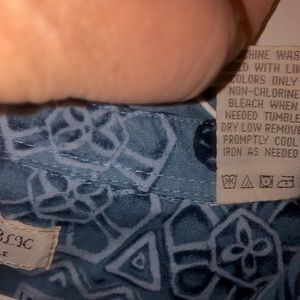 CHINE WAS
ED WITH LIK
COLORS ONLY
NON-CHLORINE
BLEACH WHEN
NEEDED TUMBLE
DRY LOW REMOV
PROMPTLY COOL
IRON AS NEEDED